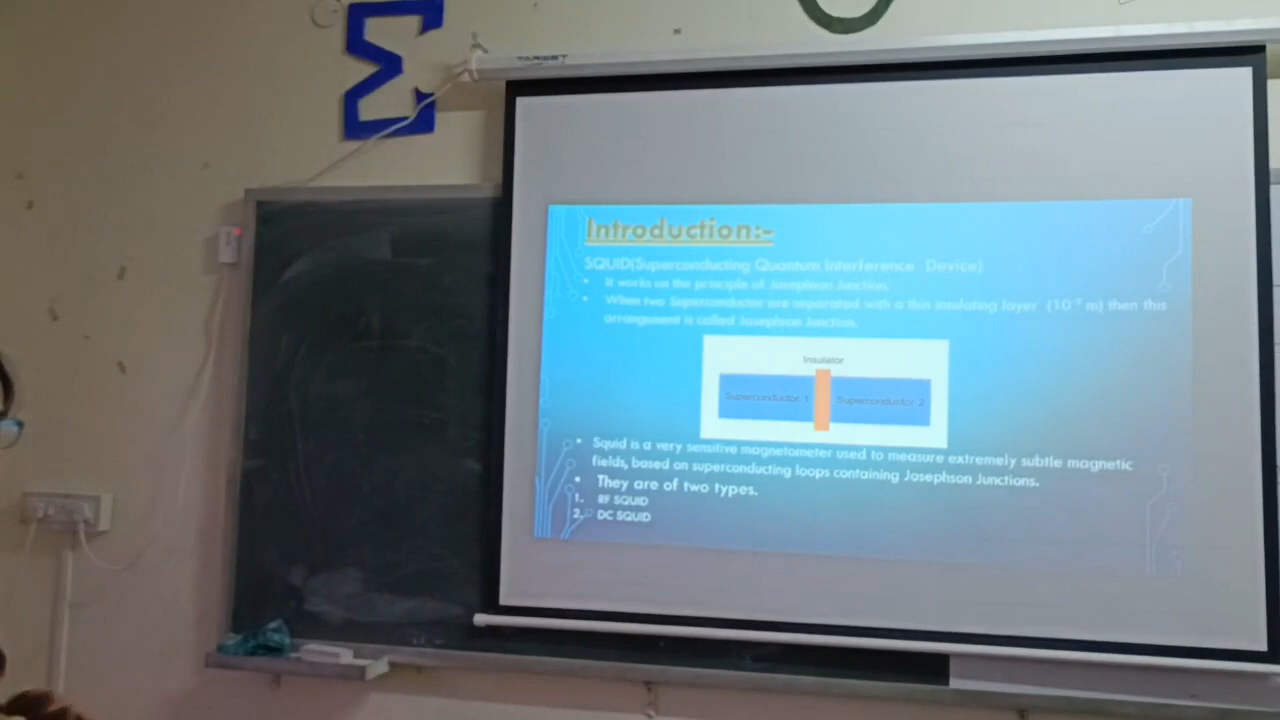 Σ
TARGET
Introduction:-
SQUID(Superconducting Quantum Interference Device)
• It works on the principle of Josephson Junction.
• When two Superconductor are separated with a thin insulating layer (10⁻⁹ m) then this
arrangement is called Josephson Junction.
Insulator
Superconductor 1
Superconductor 2
• Squid is a very sensitive magnetometer used to measure extremely subtle magnetic
fields, based on superconducting loops containing Josephson Junctions.
• They are of two types.
1. RF SQUID
2. DC SQUID